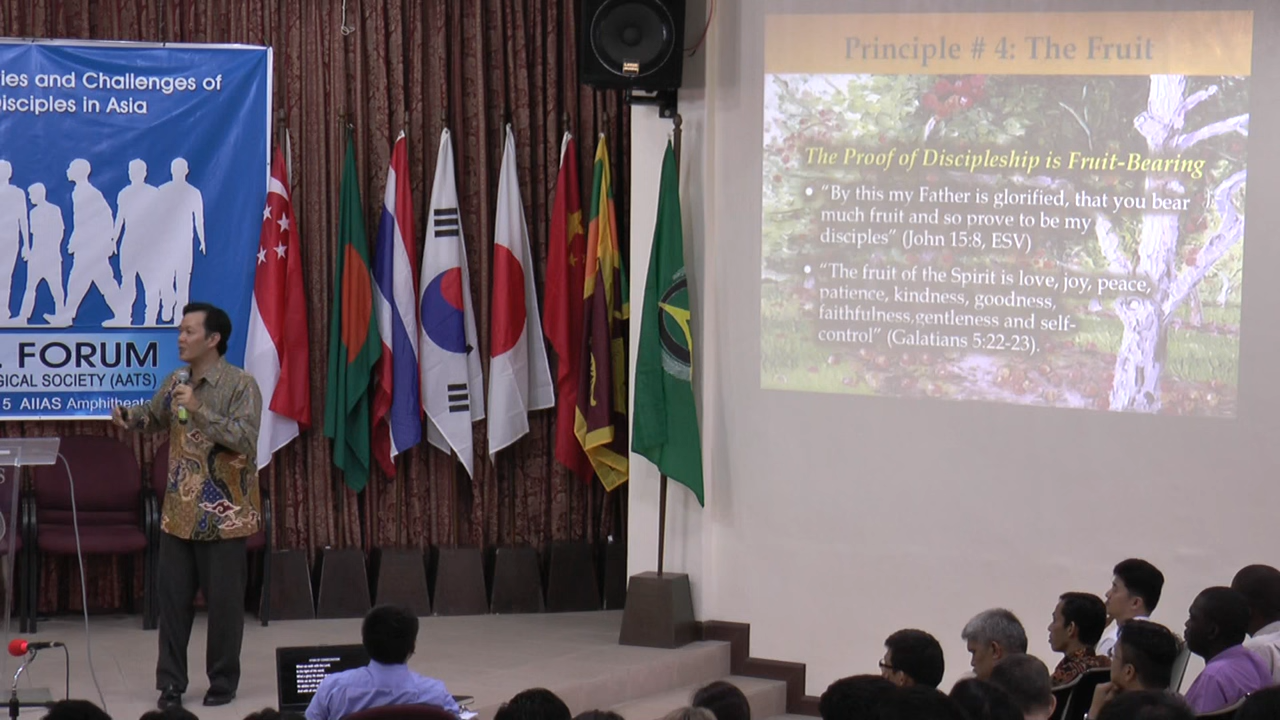 ies and Challenges of
Disciples in Asia
FORUM
GICAL SOCIETY (AATS)
5 AIIAS Amphitheat
Principle # 4: The Fruit
The Proof of Discipleship is Fruit-Bearing
• “By this my Father is glorified, that you bear
much fruit and so prove to be my
disciples” (John 15:8, ESV)
• “The fruit of the Spirit is love, joy, peace,
patience, kindness, goodness,
faithfulness,gentleness and self-
control” (Galatians 5:22-23).